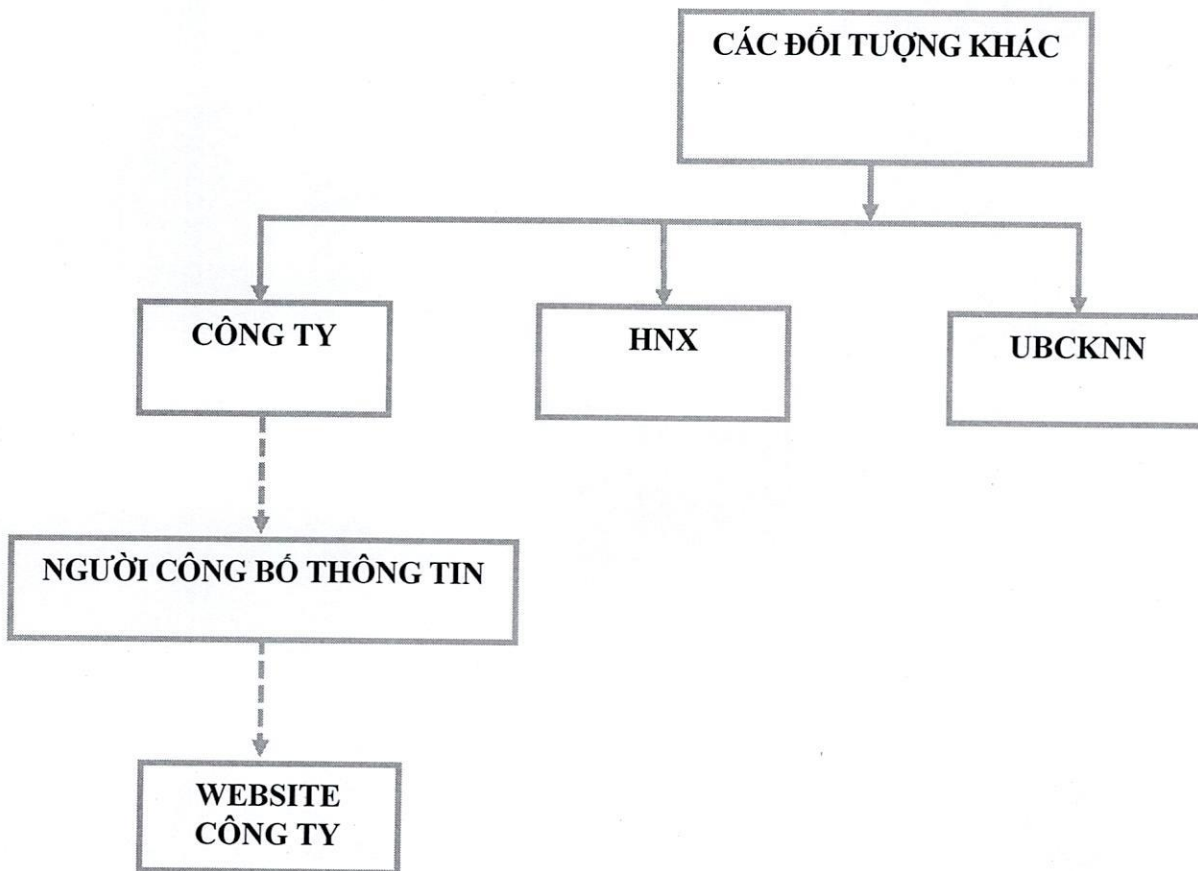 CÁC ĐỐI TƯỢNG KHÁC
CÔNG TY
HNX
UBCKNN
NGƯỜI CÔNG BỐ THÔNG TIN
WEBSITE
CÔNG TY